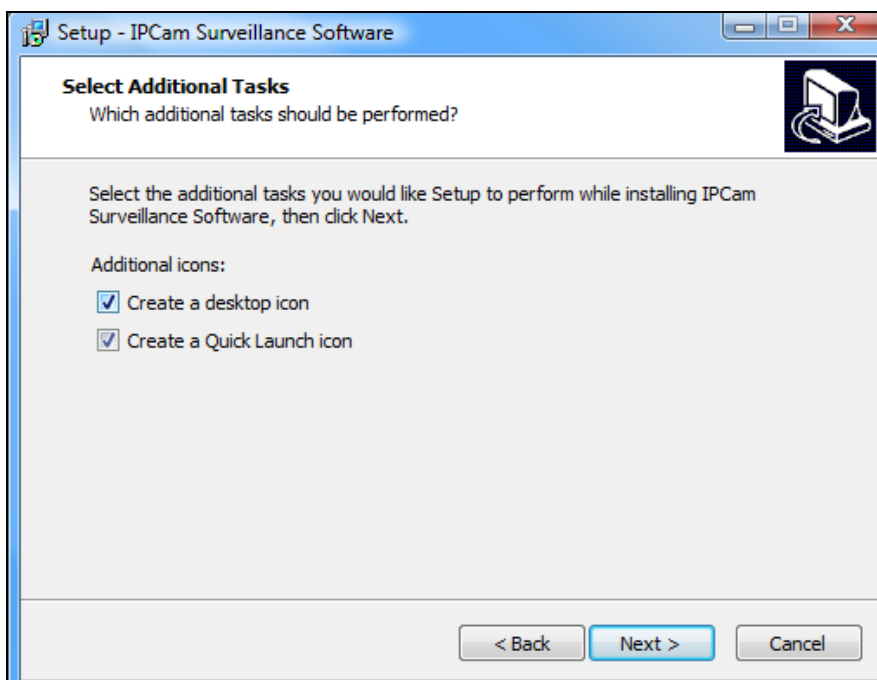 Setup - IPCam Surveillance Software
Select Additional Tasks
Which additional tasks should be performed?
Select the additional tasks you would like Setup to perform while installing IPCam
Surveillance Software, then click Next.
Additional icons:
Create a desktop icon
Create a Quick Launch icon
< Back
Next >
Cancel